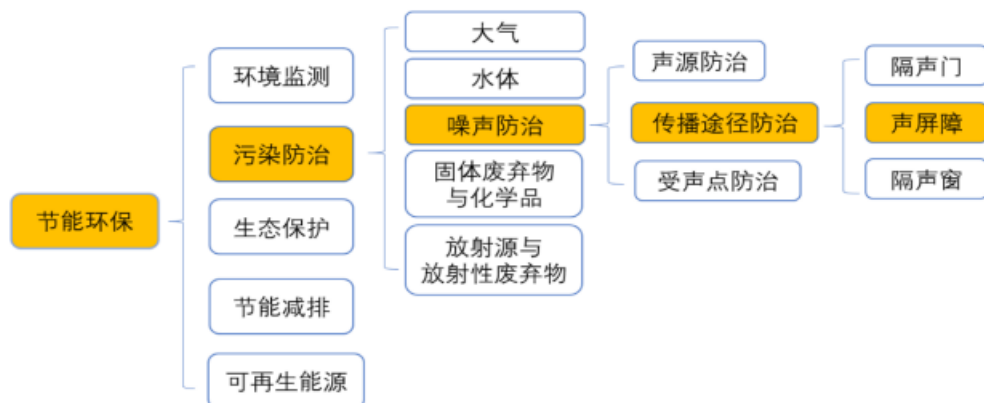 节能环保
环境监测
污染防治
生态保护
节能减排
可再生能源
大气
水体
噪声防治
固体废弃物
与化学品
放射源与
放射性废弃物
声源防治
传播途径防治
受声点防治
隔声门
声屏障
隔声窗